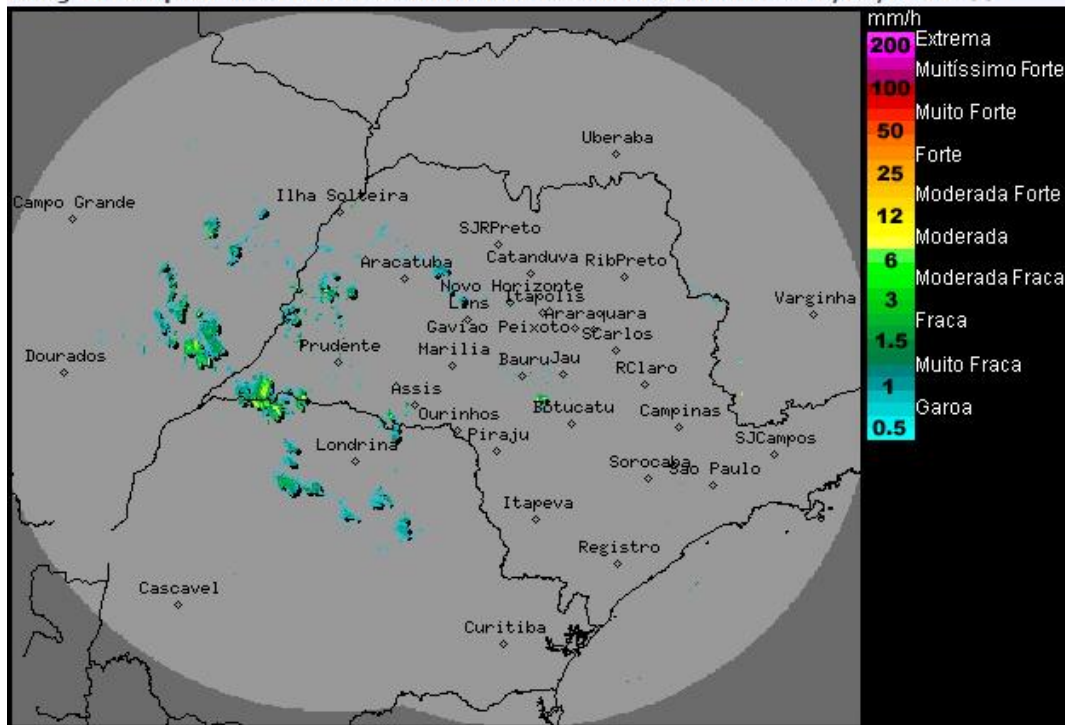 mm/h
200 Extrema
Muitíssimo Forte
100
Muito Forte
50
Forte
25
Moderada Forte
12
Moderada
6
Moderada Fraca
3
Fraca
1.5
Muito Fraca
1
Garoa
0.5
Uberaba
Campo Grande
Ilha Solteira
SJRPreto
Catanduva
RibPreto
Aracatuba
Novo Horizonte
Itapolis
Varginha
Lins
Araraquara
Gaviao Peixoto
SCarlos
Dourados
Prudente
Marilia
Bauru
Jau
RClaro
Assis
Ourinhos
Botucatu
Campinas
Londrina
Piraju
SJCampos
Sorocaba
Sao Paulo
Itapeva
Registro
Cascavel
Curitiba